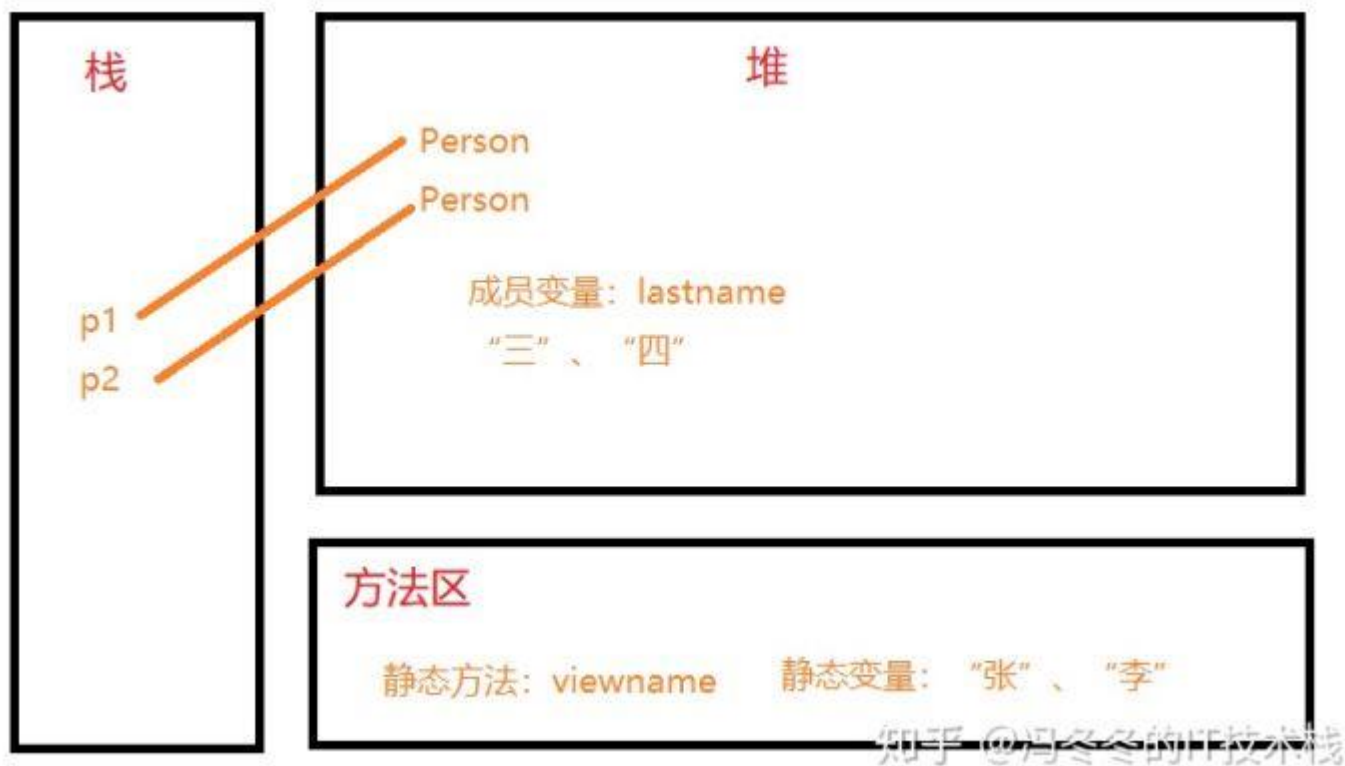 栈
堆
Person
Person
成员变量：lastname
p1
“三”、“四”
p2
方法区
静态方法：viewname
静态变量：“张”、“李”
知乎 @冯冬冬的IT技术栈